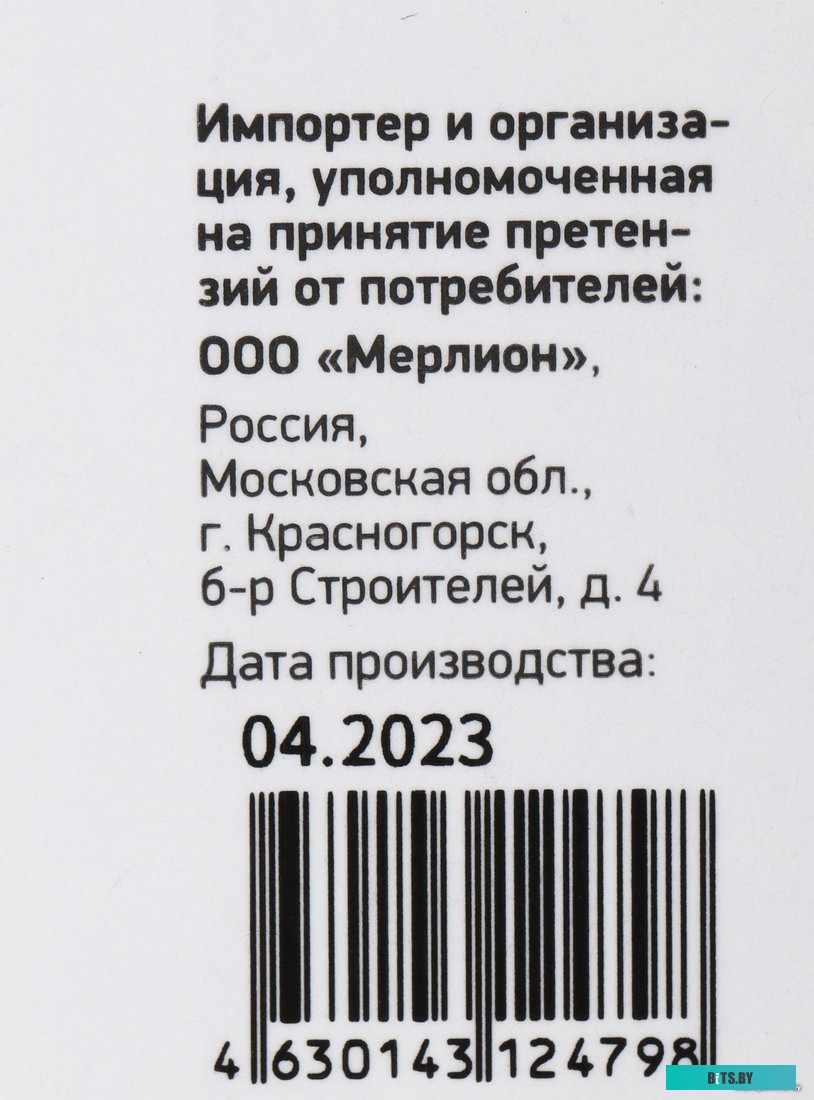 Импортер и организа-
ция, уполномоченная
на принятие претен-
зий от потребителей:
ООО «Мерлион»,
Россия,
Московская обл.,
г. Красногорск,
б-р Строителей, д. 4
Дата производства:
04.2023
4 630143 124798
BiTS.BY